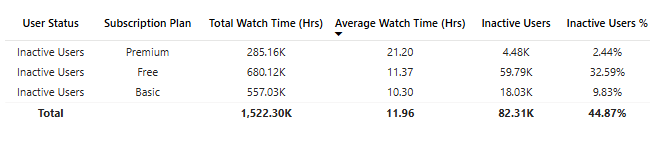 User Status Subscription Plan Total Watch Time (Hrs) Average Watch Time (Hrs) Inactive Users Inactive Users %
Inactive Users Premium 285.16K 21.20 4.48K 2.44%
Inactive Users Free 680.12K 11.37 59.79K 32.59%
Inactive Users Basic 557.03K 10.30 18.03K 9.83%
Total 1,522.30K 11.96 82.31K 44.87%